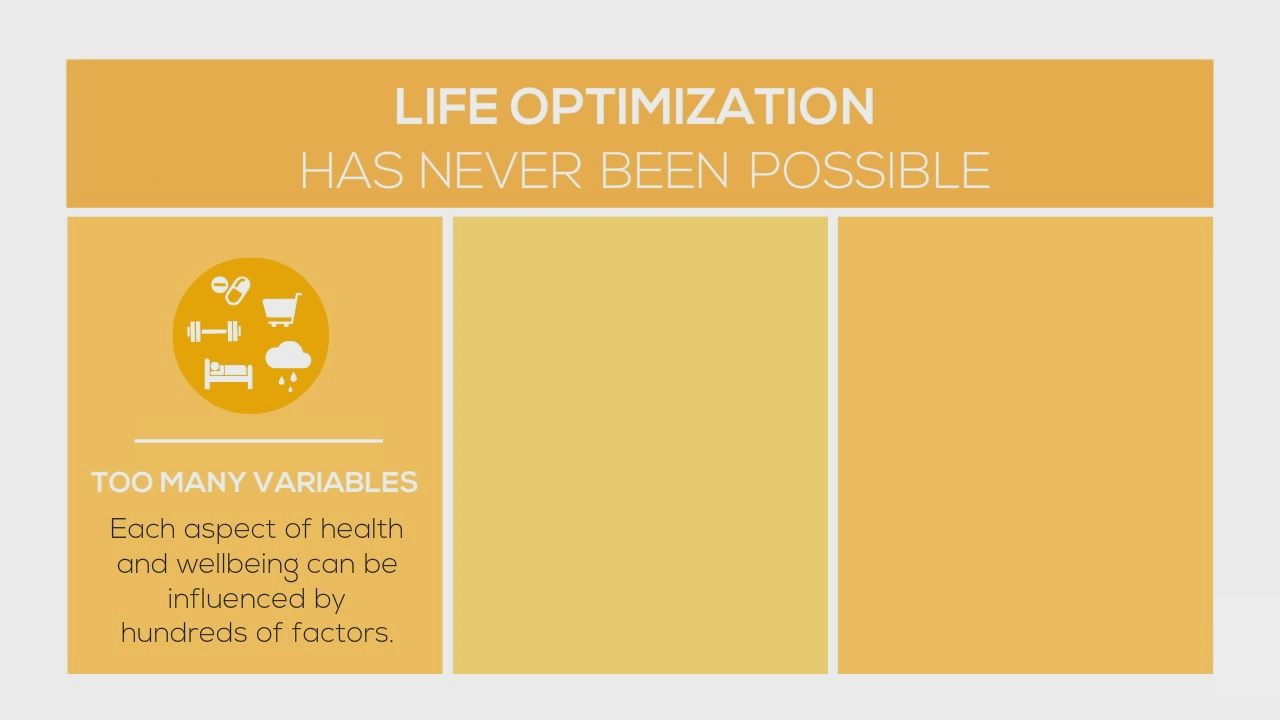 LIFE OPTIMIZATION
HAS NEVER BEEN POSSIBLE
TOO MANY VARIABLES
Each aspect of health
and wellbeing can be
influenced by
hundreds of factors.